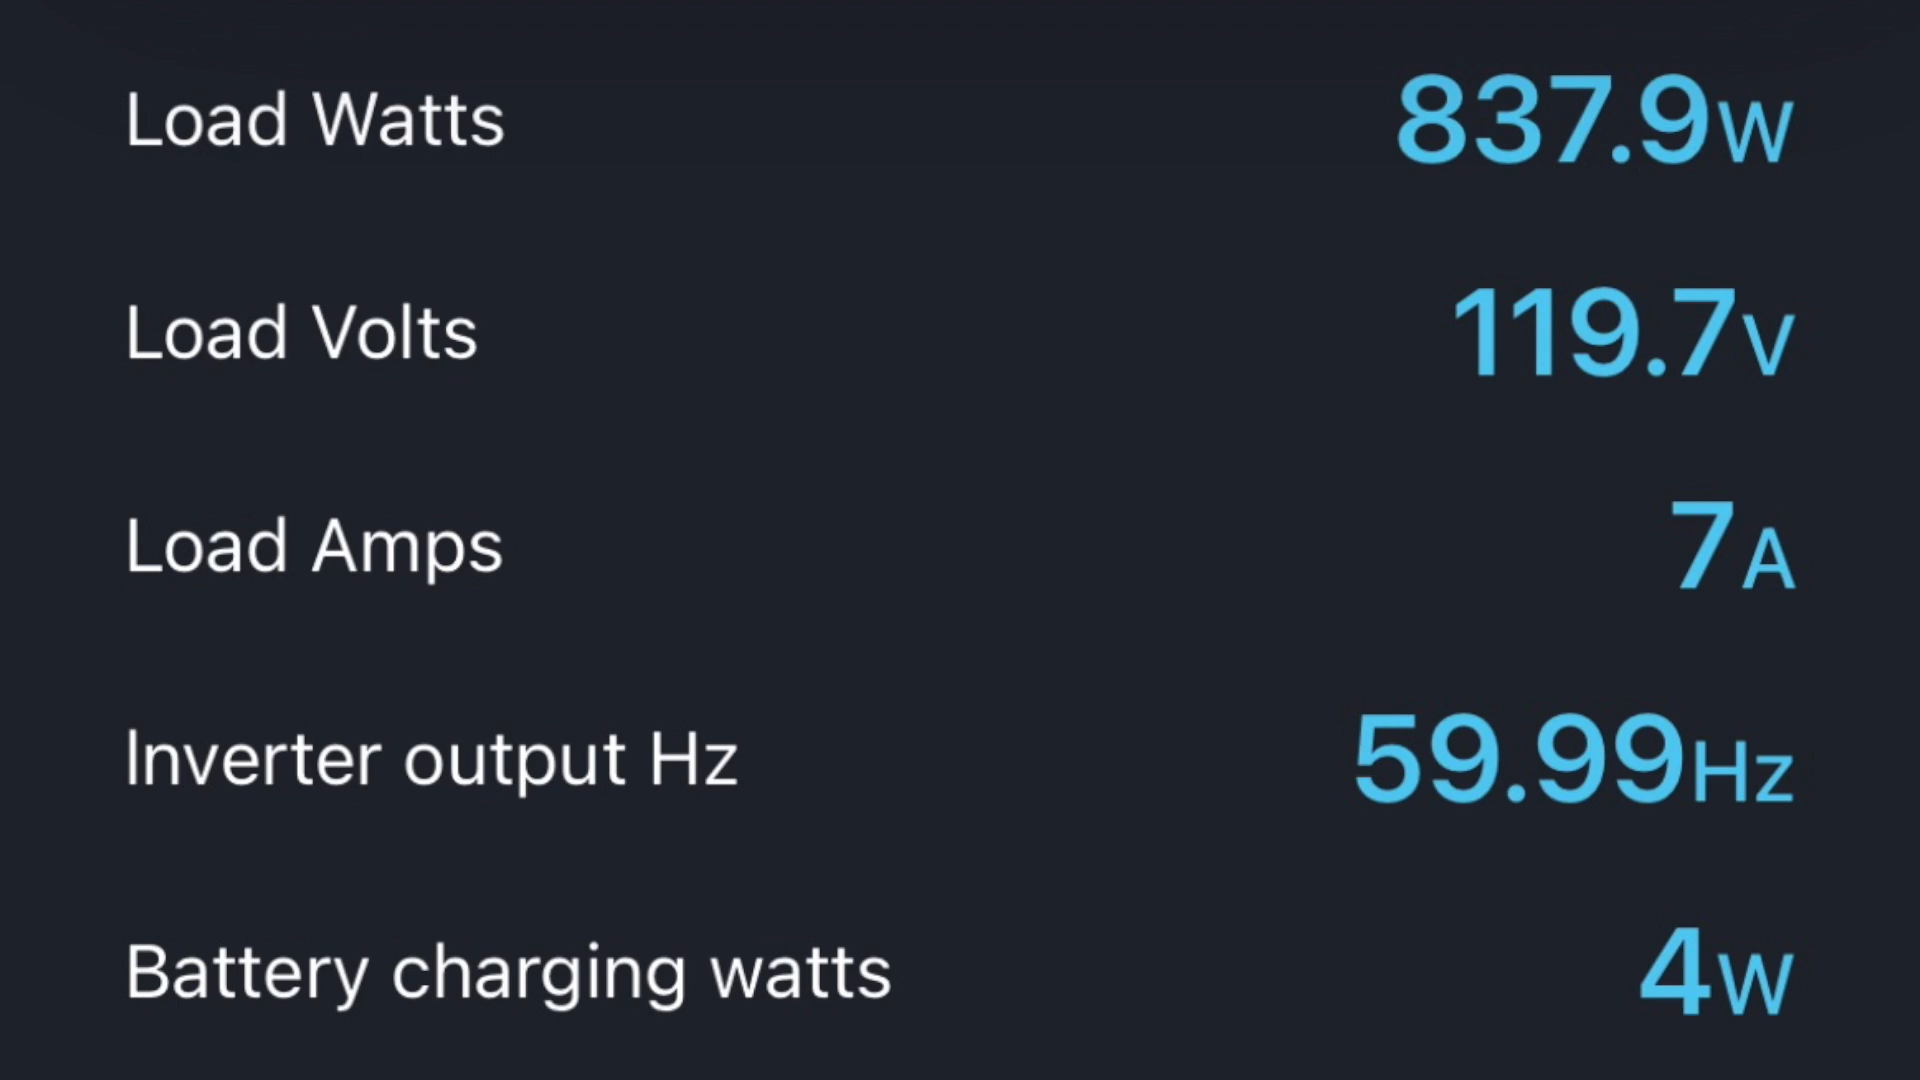 Load Watts 837.9W
Load Volts 119.7V
Load Amps 7A
Inverter output Hz 59.99Hz
Battery charging watts 4W